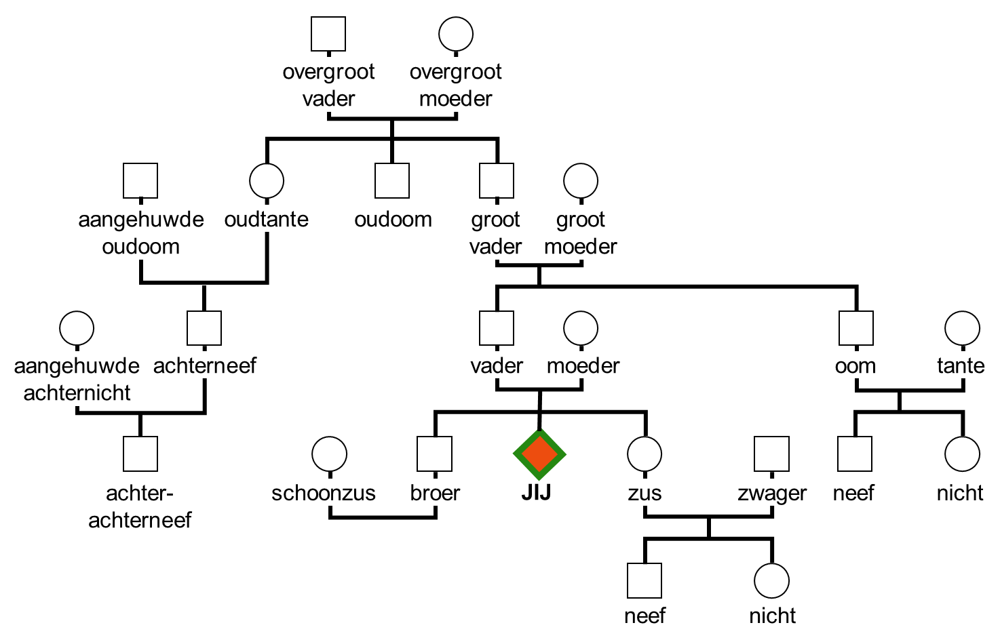 overgroot
vader
overgroot
moeder
aangehuwde
oudoom
oudtante
oudoom
groot
vader
groot
moeder
aangehuwde
achternicht
achterneef
vader
moeder
oom
tante
achter-
achterneef
schoonzus
broer
JIJ
zus
zwager
neef
nicht
neef
nicht